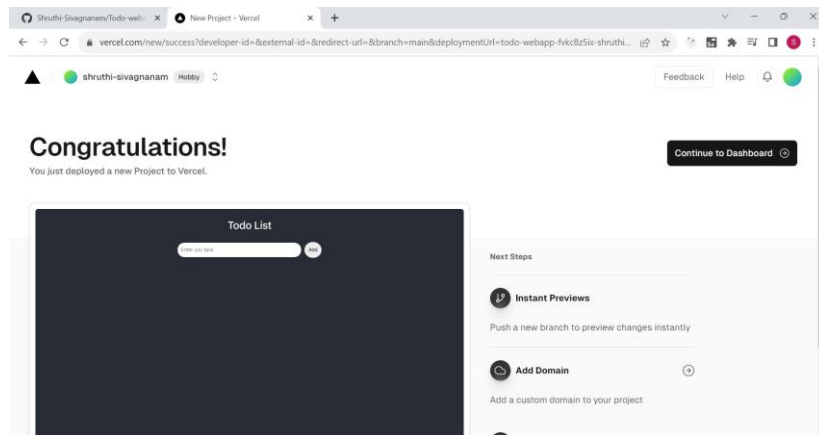 Shruthi-Sivagnanam/Todo-web
New Project – Vercel
vercel.com/new/success?developer-id=&external-id=&redirect-url=&branch=main&deploymentUrl=todo-webapp-fvkc8z5ix-shruthi...
S
shruthi-sivagnanam Hobby
Feedback Help
Congratulations!
Continue to Dashboard
You just deployed a new Project to Vercel.
Todo List
Enter you task Add
Next Steps
Instant Previews
Push a new branch to preview changes instantly
Add Domain
Add a custom domain to your project